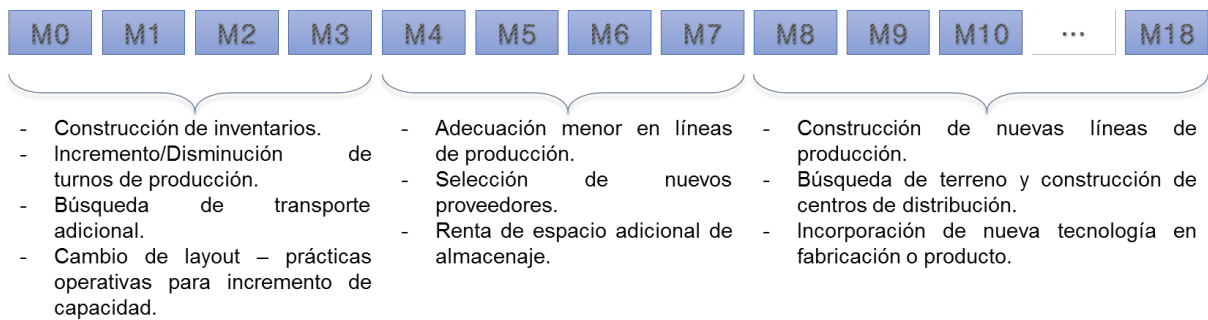 M0 M1 M2 M3 M4 M5 M6 M7 M8 M9 M10 ... M18
- Construcción de inventarios.
- Incremento/Disminución de
turnos de producción.
- Búsqueda de transporte
adicional.
- Cambio de layout – prácticas
operativas para incremento de
capacidad.
- Adecuación menor en líneas
de producción.
- Selección de nuevos
proveedores.
- Renta de espacio adicional de
almacenaje.
- Construcción de nuevas líneas de
producción.
- Búsqueda de terreno y construcción de
centros de distribución.
- Incorporación de nueva tecnología en
fabricación o producto.